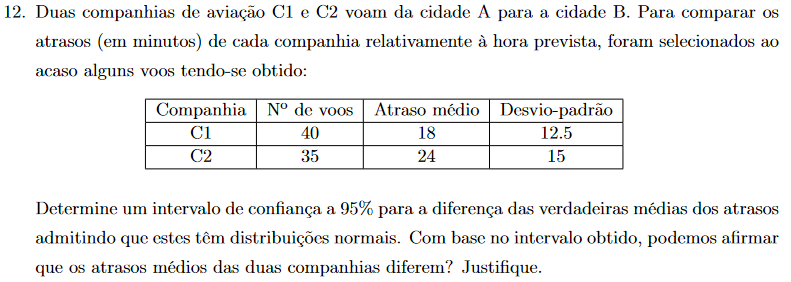 12. Duas companhias de aviação C1 e C2 voam da cidade A para a cidade B. Para comparar os
atrasos (em minutos) de cada companhia relativamente à hora prevista, foram selecionados ao
acaso alguns voos tendo-se obtido:
Companhia Nº de voos Atraso médio Desvio-padrão
C1 40 18 12.5
C2 35 24 15
Determine um intervalo de confiança a 95% para a diferença das verdadeiras médias dos atrasos
admitindo que estes têm distribuições normais. Com base no intervalo obtido, podemos afirmar
que os atrasos médios das duas companhias diferem? Justifique.